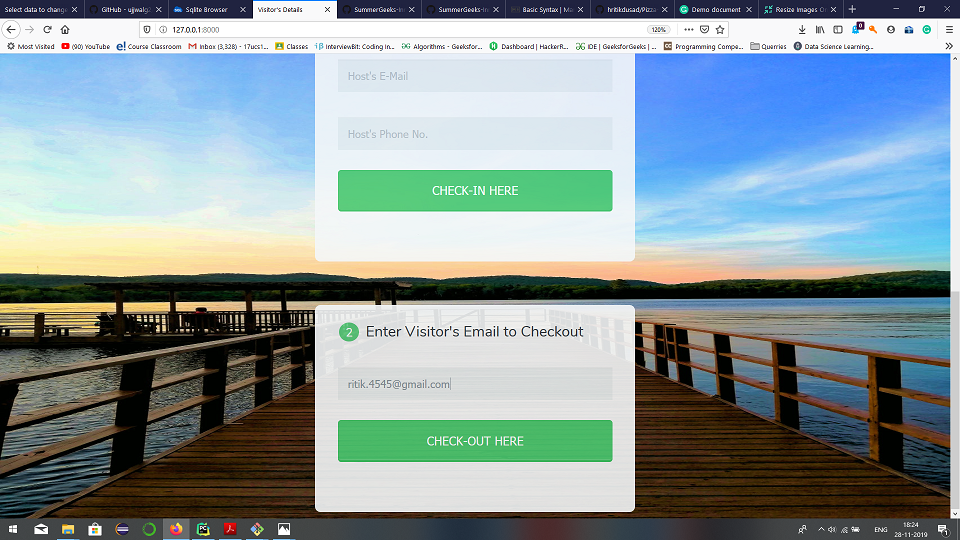 Select data to change
GitHub - ujjwalg
Sqlite Browser
Visitor's Details
SummerGeeks-In
SummerGeeks-In
Basic Syntax | Ma
hritikdusad/Pizza
Demo document
Resize Images O
127.0.0.1:8000
120%
0
Most Visited
(90) YouTube
Course Classroom
Inbox (3,328) - 17ucs1...
Classes
InterviewBit: Coding In...
Algorithms - Geeksfor...
Dashboard | HackerR...
IDE | GeeksforGeeks
Programming Compe...
Querries
Data Science Learning...
Host's E-Mail
Host's Phone No.
CHECK-IN HERE
2 Enter Visitor's Email to Checkout
ritik.4545@gmail.com
CHECK-OUT HERE
ENG
18:24
28-11-2019